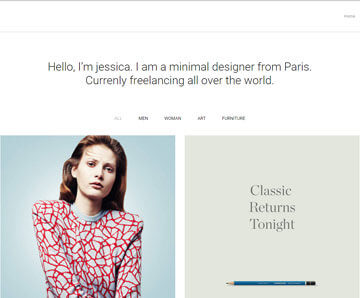 Home
Hello, I'm jessica. I am a minimal designer from Paris.
Currenly freelancing all over the world.
ALL MEN WOMAN ART FURNITURE
Classic
Returns
Tonight